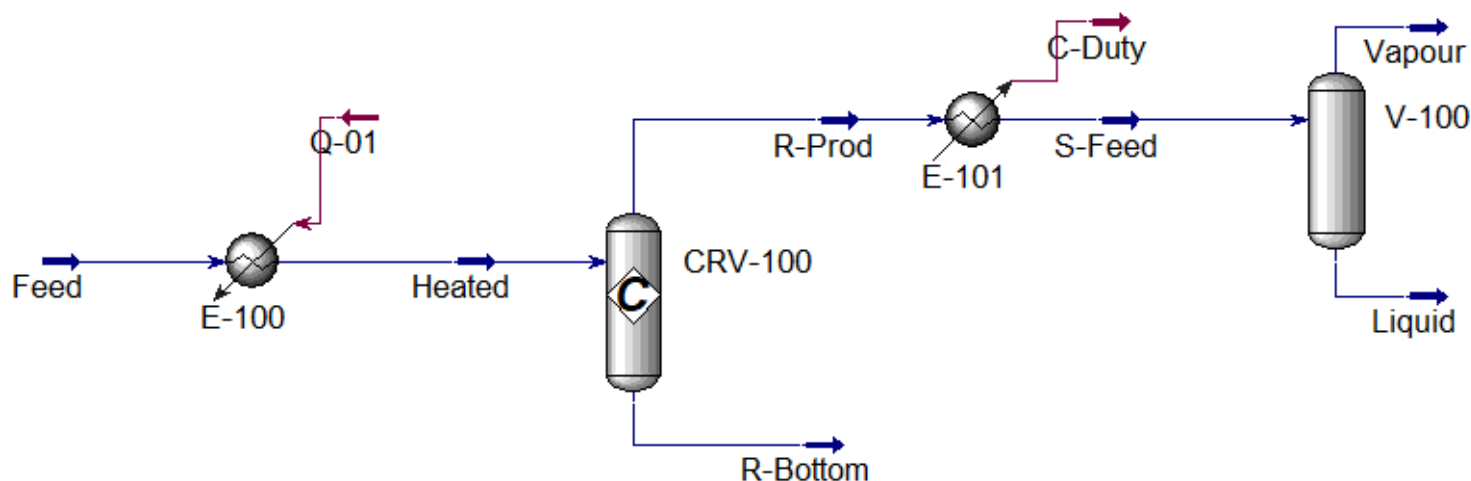 C-Duty
Vapour
Q-01
V-100
R-Prod
S-Feed
E-101
CRV-100
Feed
Heated
C
E-100
Liquid
R-Bottom